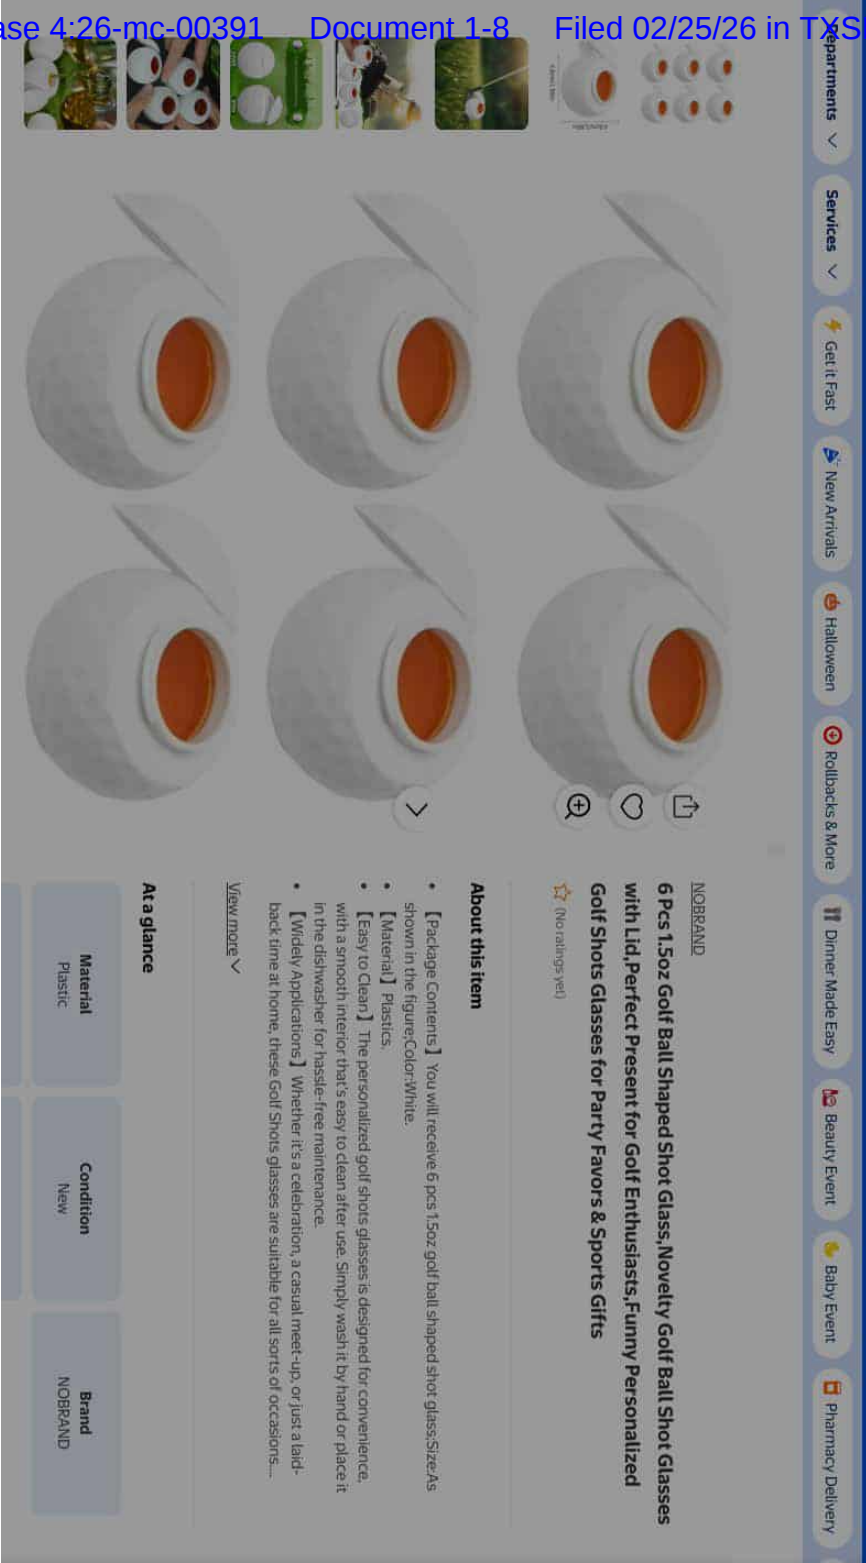 ase 4:26-mc-00391 Document 1-8 Filed 02/25/26 in TXS
Departments
Services
Get it Fast
New Arrivals
Halloween
Rollbacks & More
Dinner Made Easy
Beauty Event
Baby Event
Pharmacy Delivery
NOBRAND
6 Pcs 1.5oz Golf Ball Shaped Shot Glass,Novelty Golf Ball Shot Glasses
with Lid,Perfect Present for Golf Enthusiasts,Funny Personalized
Golf Shots Glasses for Party Favors & Sports Gifts
(No ratings yet)
About this item
• 【Package Contents】You will receive 6 pcs 1.5oz golf ball shaped shot glass;Size:As
shown in the figure;Color:White.
• 【Material】Plastics.
• 【Easy to Clean】The personalized golf shots glasses is designed for convenience,
with a smooth interior that's easy to clean after use. Simply wash it by hand or place it
in the dishwasher for hassle-free maintenance.
• 【Widely Applications】Whether it's a celebration, a casual meet-up, or just a laid-
back time at home, these Golf Shots glasses are suitable for all sorts of occasions....
View more
At a glance
Material
Plastic
Condition
New
Brand
NOBRAND